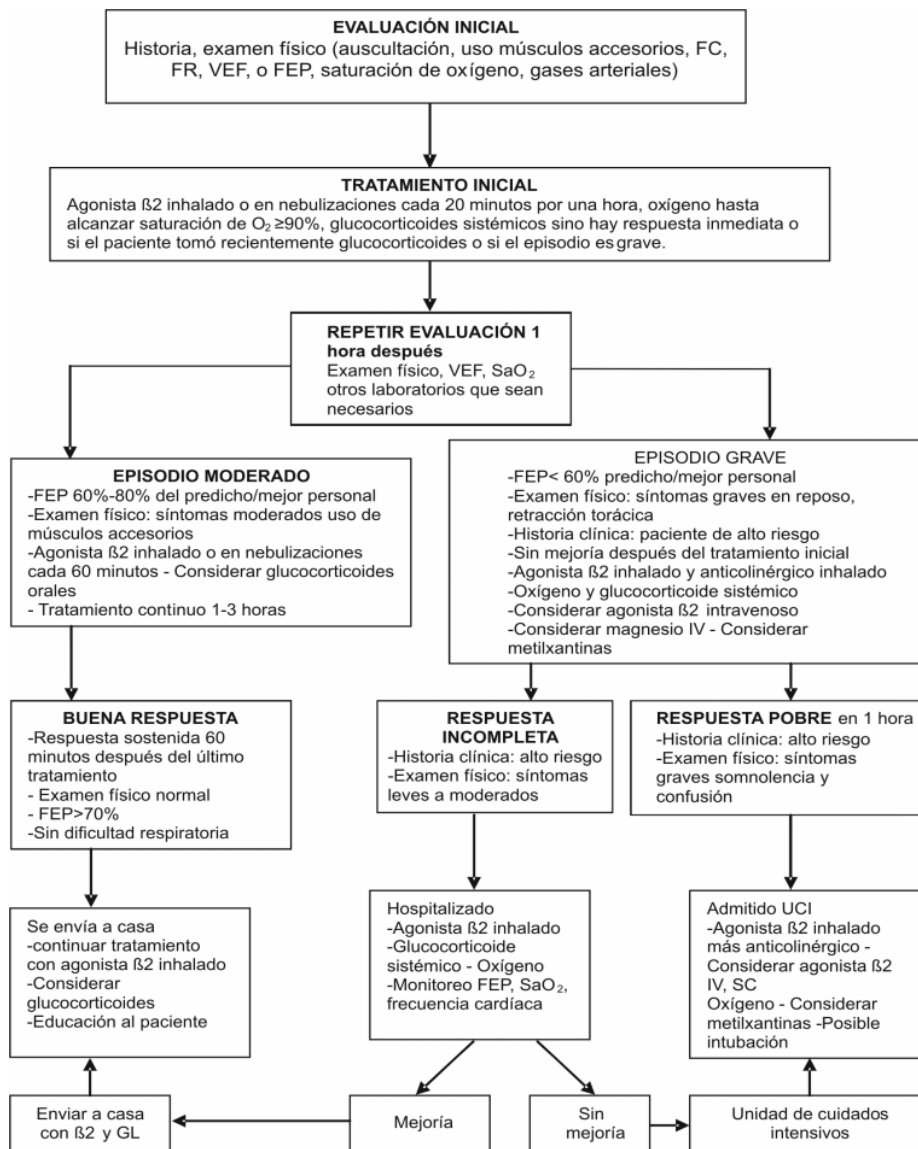 EVALUACIÓN INICIAL
Historia, examen físico (auscultación, uso músculos accesorios, FC,
FR, VEF, o FEP, saturación de oxígeno, gases arteriales)
TRATAMIENTO INICIAL
Agonista ß2 inhalado o en nebulizaciones cada 20 minutos por una hora, oxígeno hasta
alcanzar saturación de O₂ ≥90%, glucocorticoides sistémicos sino hay respuesta inmediata o
si el paciente tomó recientemente glucocorticoides o si el episodio es grave.
REPETIR EVALUACIÓN 1
hora después
Examen físico, VEF, SaO₂
otros laboratorios que sean
necesarios
EPISODIO MODERADO
-FEP 60%-80% del predicho/mejor personal
-Examen físico: síntomas moderados uso de
músculos accesorios
-Agonista ß2 inhalado o en nebulizaciones
cada 60 minutos - Considerar glucocorticoides
orales
- Tratamiento continuo 1-3 horas
EPISODIO GRAVE
-FEP< 60% predicho/mejor personal
-Examen físico: síntomas graves en reposo,
retracción torácica
-Historia clínica: paciente de alto riesgo
-Sin mejoría después del tratamiento inicial
-Agonista ß2 inhalado y anticolinérgico inhalado
-Oxígeno y glucocorticoide sistémico
-Considerar agonista ß2 intravenoso
-Considerar magnesio IV - Considerar
metilxantinas
BUENA RESPUESTA
-Respuesta sostenida 60
minutos después del último
tratamiento
- Examen físico normal
- FEP>70%
-Sin dificultad respiratoria
RESPUESTA
INCOMPLETA
-Historia clínica: alto riesgo
-Examen físico: síntomas
leves a moderados
RESPUESTA POBRE en 1 hora
-Historia clínica: alto riesgo
-Examen físico: síntomas
graves somnolencia y
confusión
Se envía a casa
-continuar tratamiento
con agonista ß2 inhalado
-Considerar
glucocorticoides
-Educación al paciente
Hospitalizado
-Agonista ß2 inhalado
-Glucocorticoide
sistémico - Oxígeno
-Monitoreo FEP, SaO₂,
frecuencia cardíaca
Admitido UCI
-Agonista ß2 inhalado
más anticolinérgico -
Considerar agonista ß2
IV, SC
Oxígeno - Considerar
metilxantinas -Posible
intubación
Enviar a casa
con ß2 y GL
Mejoría
Sin
mejoría
Unidad de cuidados
intensivos